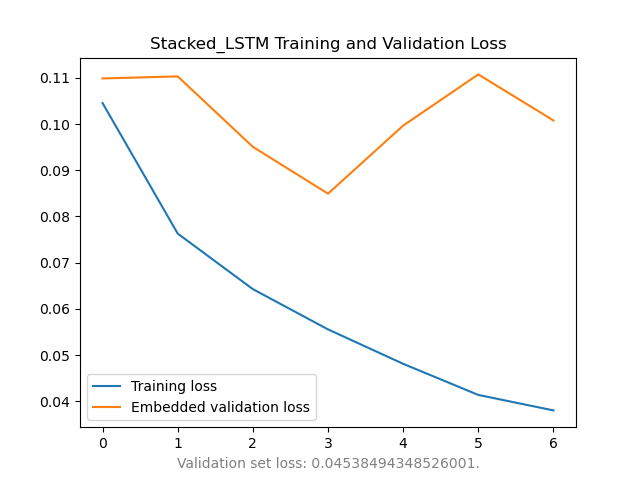 Stacked_LSTM Training and Validation Loss
0.11
0.10
0.09
0.08
0.07
0.06
0.05
0.04
Training loss
Embedded validation loss
0 1 2 3 4 5 6
Validation set loss: 0.04538494348526001.